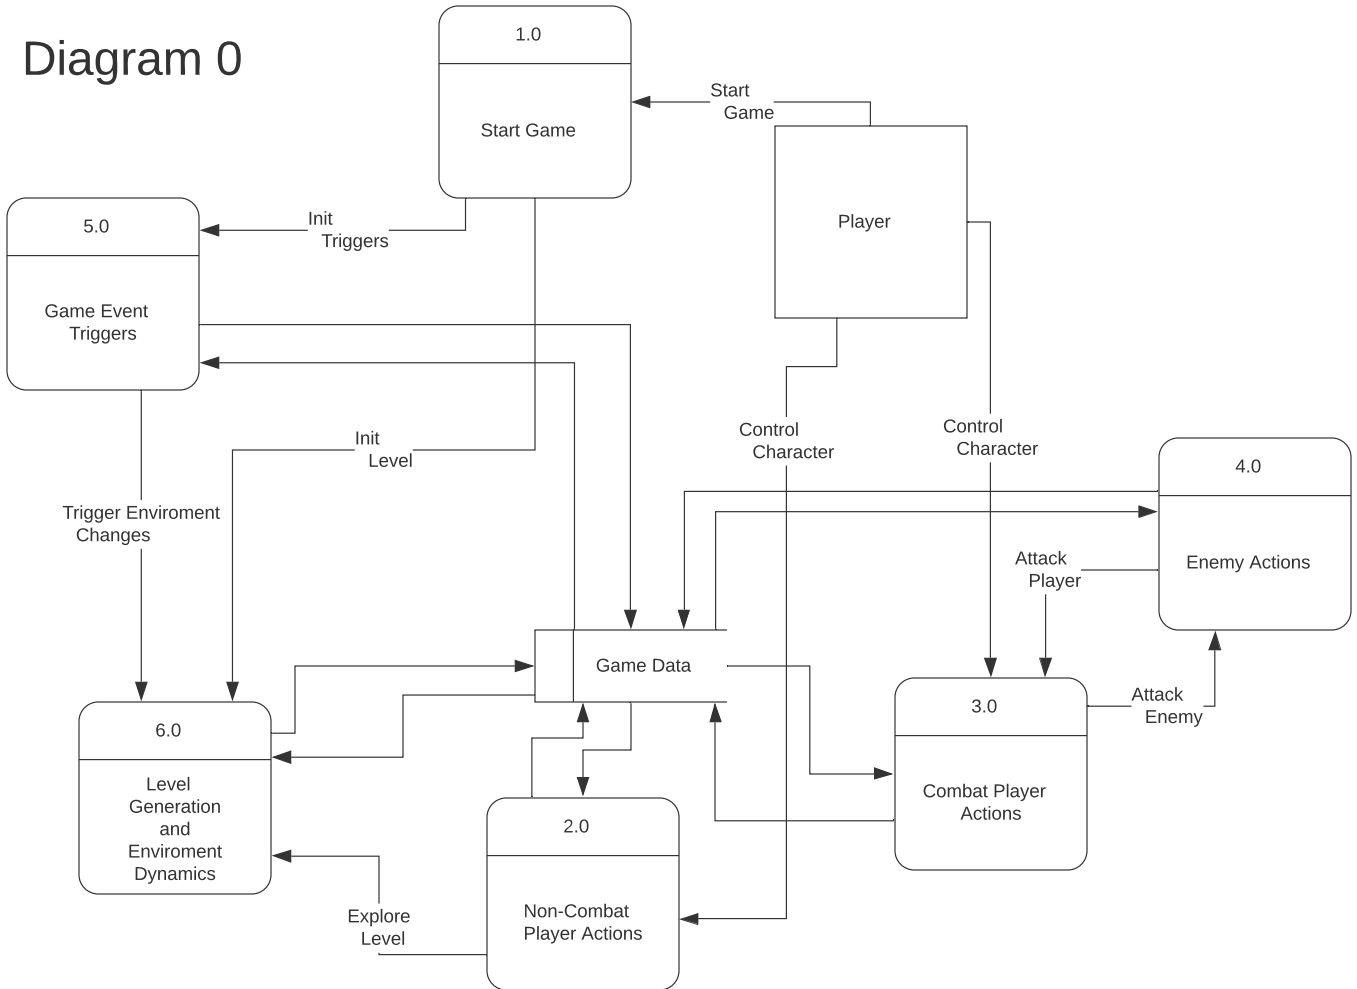 Diagram 0
1.0
Start Game
Start
Game
Player
5.0
Game Event
Triggers
Init
Triggers
Init
Level
Control
Character
Control
Character
4.0
Enemy Actions
Trigger Enviroment
Changes
Attack
Player
Game Data
6.0
Level
Generation
and
Enviroment
Dynamics
3.0
Combat Player
Actions
Attack
Enemy
2.0
Non-Combat
Player Actions
Explore
Level